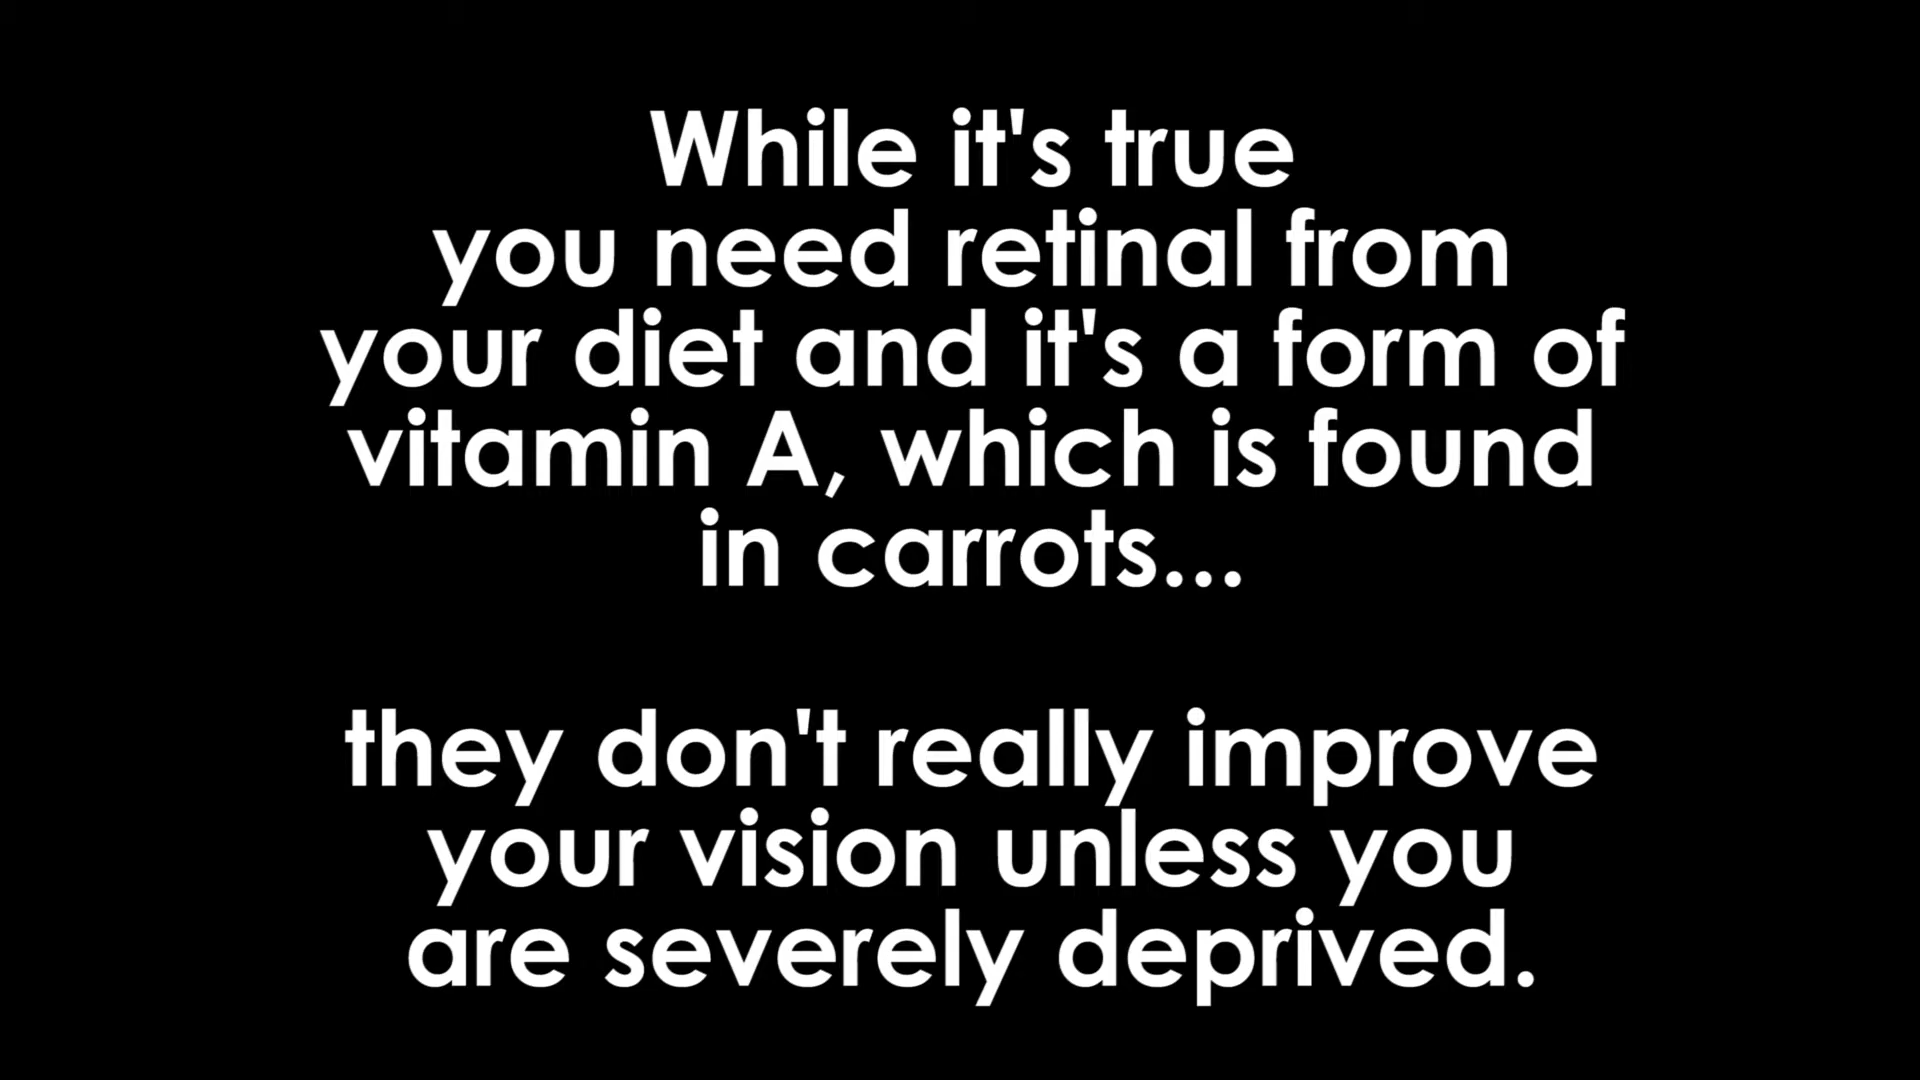 While it's true
you need retinal from
your diet and it's a form of
vitamin A, which is found
in carrots...
they don't really improve
your vision unless you
are severely deprived.